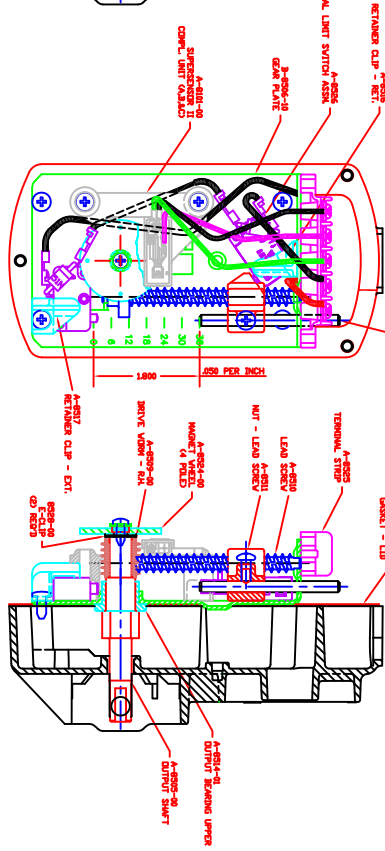 RETAINER CLIP - RET.
A-8526
LIMIT SWITCH ASSM.
B-8506-10
GEAR PLATE
A-8101-00
SUPERSENSOR II
COMPL. UNIT (A,B,&C)
0
6
12
18
24
30
36
1.800
.050 PER INCH
A-8517
RETAINER CLIP - EXT.
8528-00
E-CLIP
(2) REQ'D
A-8524-00
MAGNET WHEEL
(4 POLE)
A-8509-00
DRIVE WORM -
A-8511
NUT - LEAD SCREW
A-8510
LEAD SCREW
A-8525
TERMINAL STRIP
GASKET - LID
A-8514-01
OUTPUT BEARING UPPER
A-8505-00
OUTPUT SHAFT